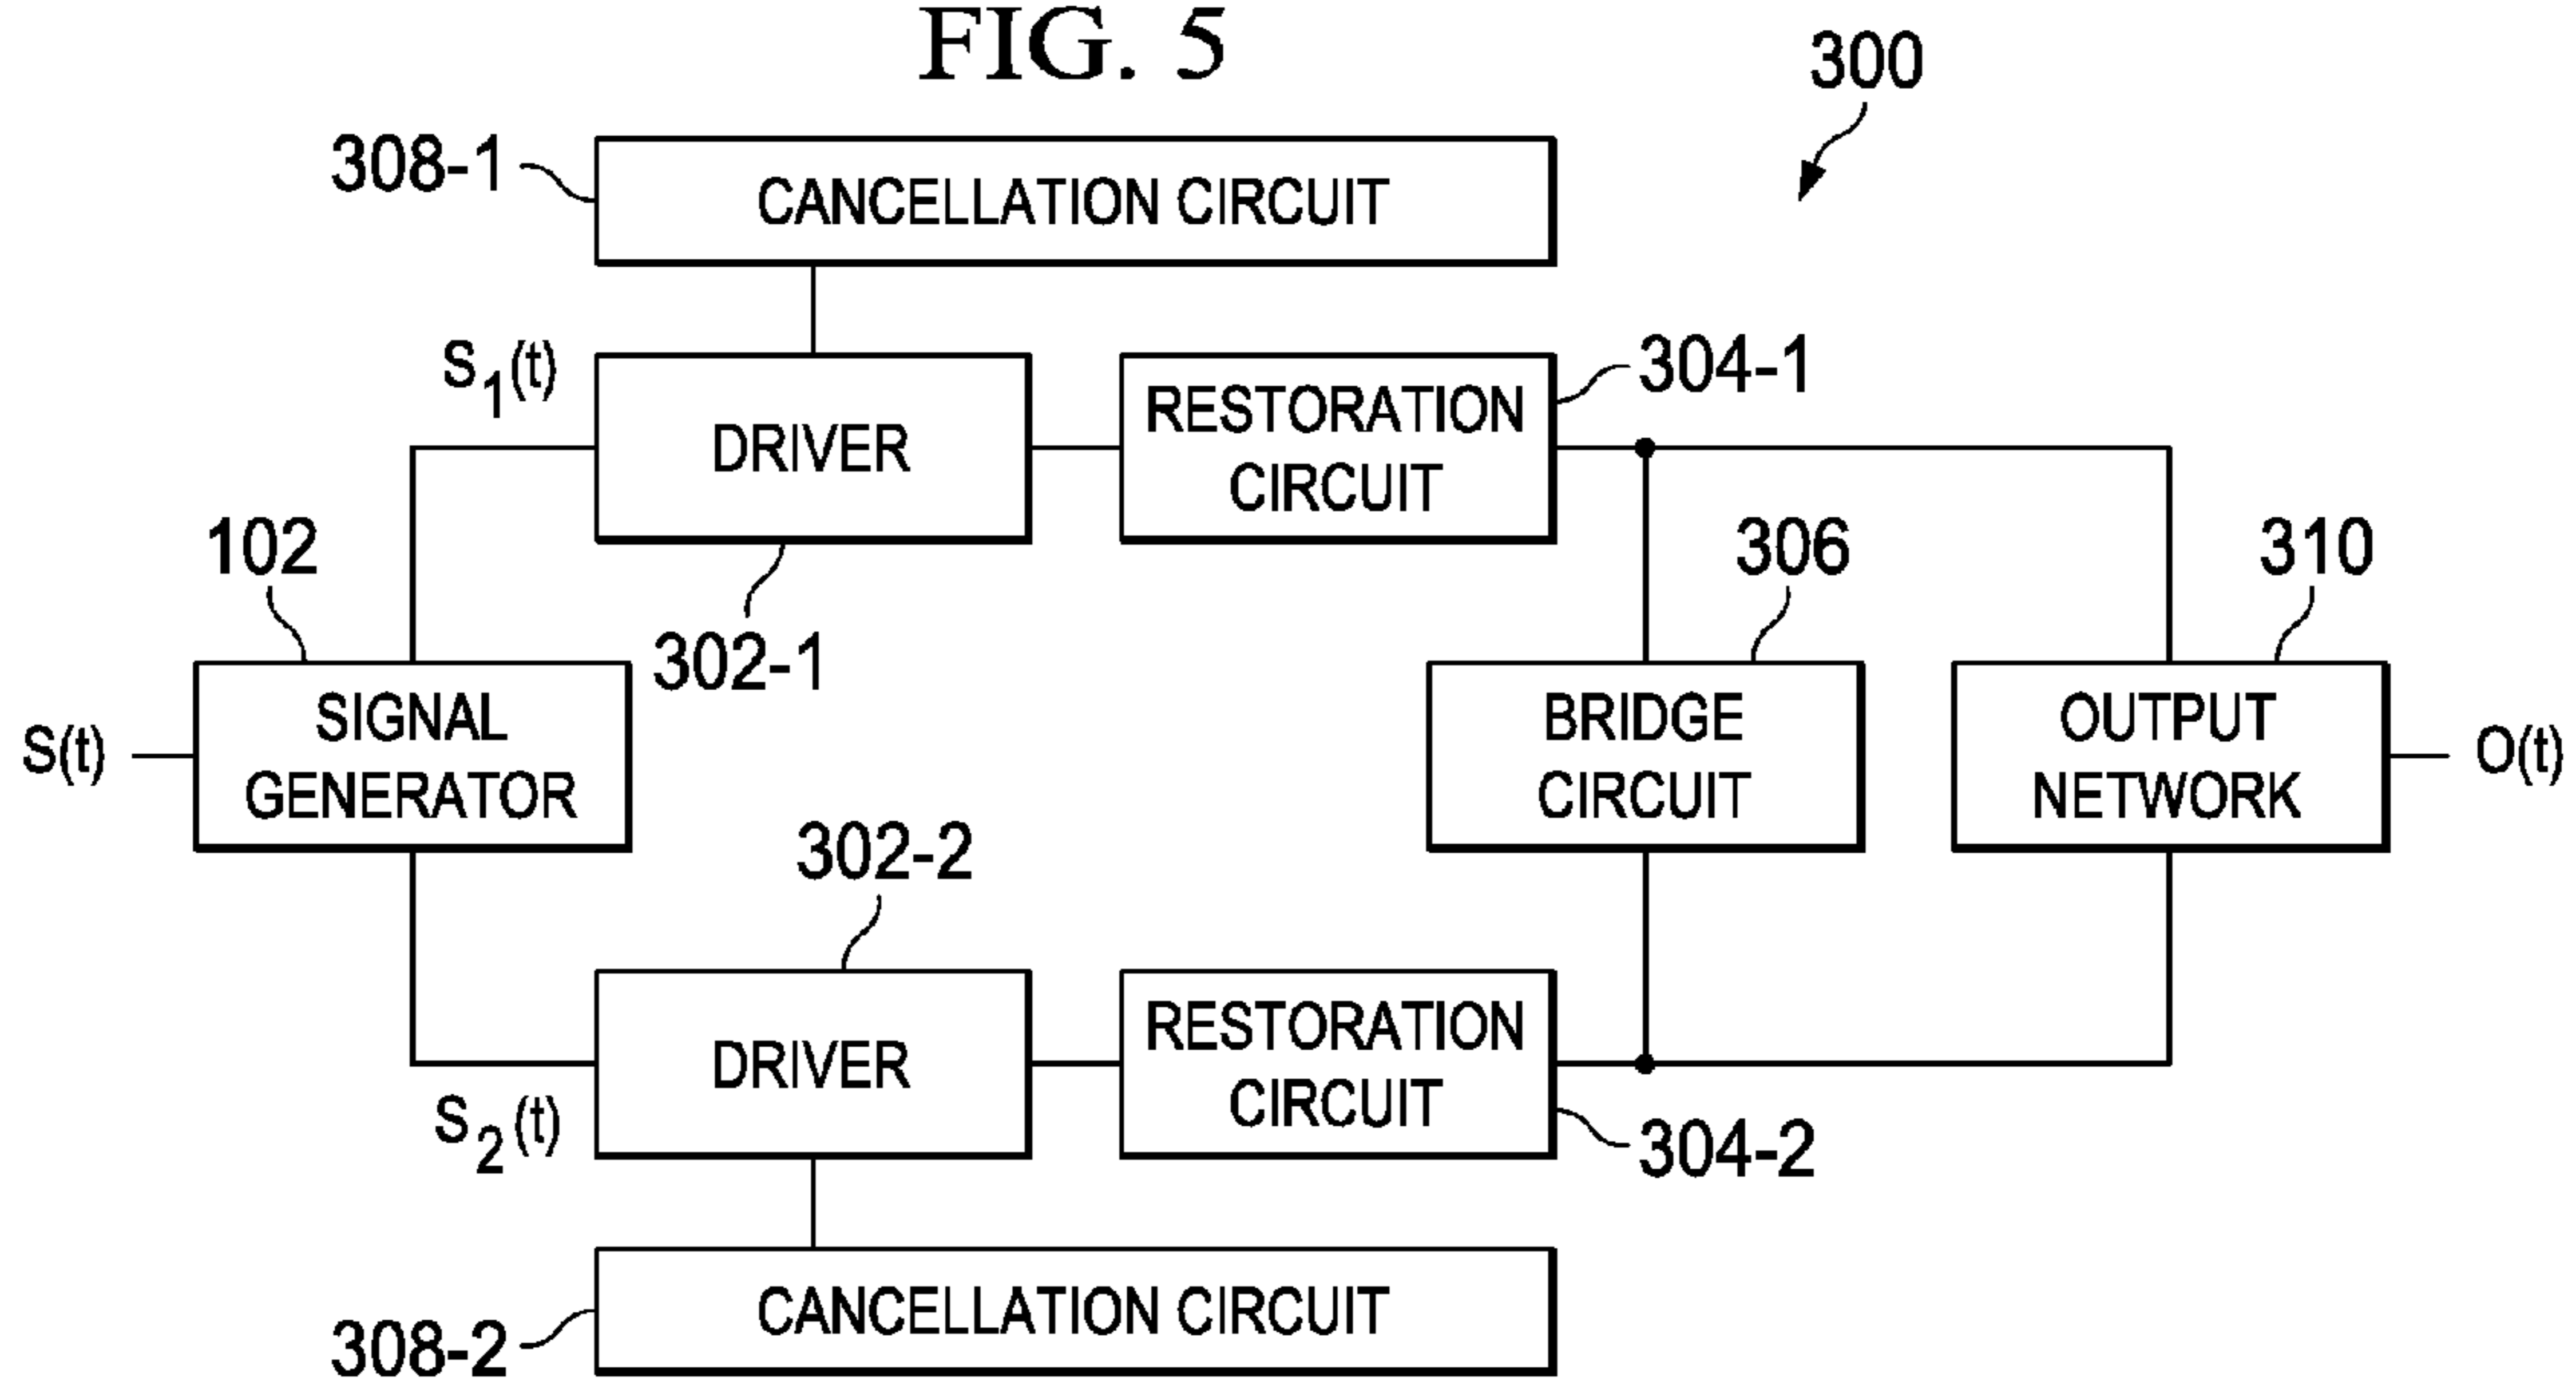 FIG. 5
300
308-1
CANCELLATION CIRCUIT
S1(t)
DRIVER
302-1
RESTORATION
CIRCUIT
304-1
102
SIGNAL
GENERATOR
S(t)
306
BRIDGE
CIRCUIT
310
OUTPUT
NETWORK
O(t)
302-2
S2(t)
DRIVER
RESTORATION
CIRCUIT
304-2
CANCELLATION CIRCUIT
308-2